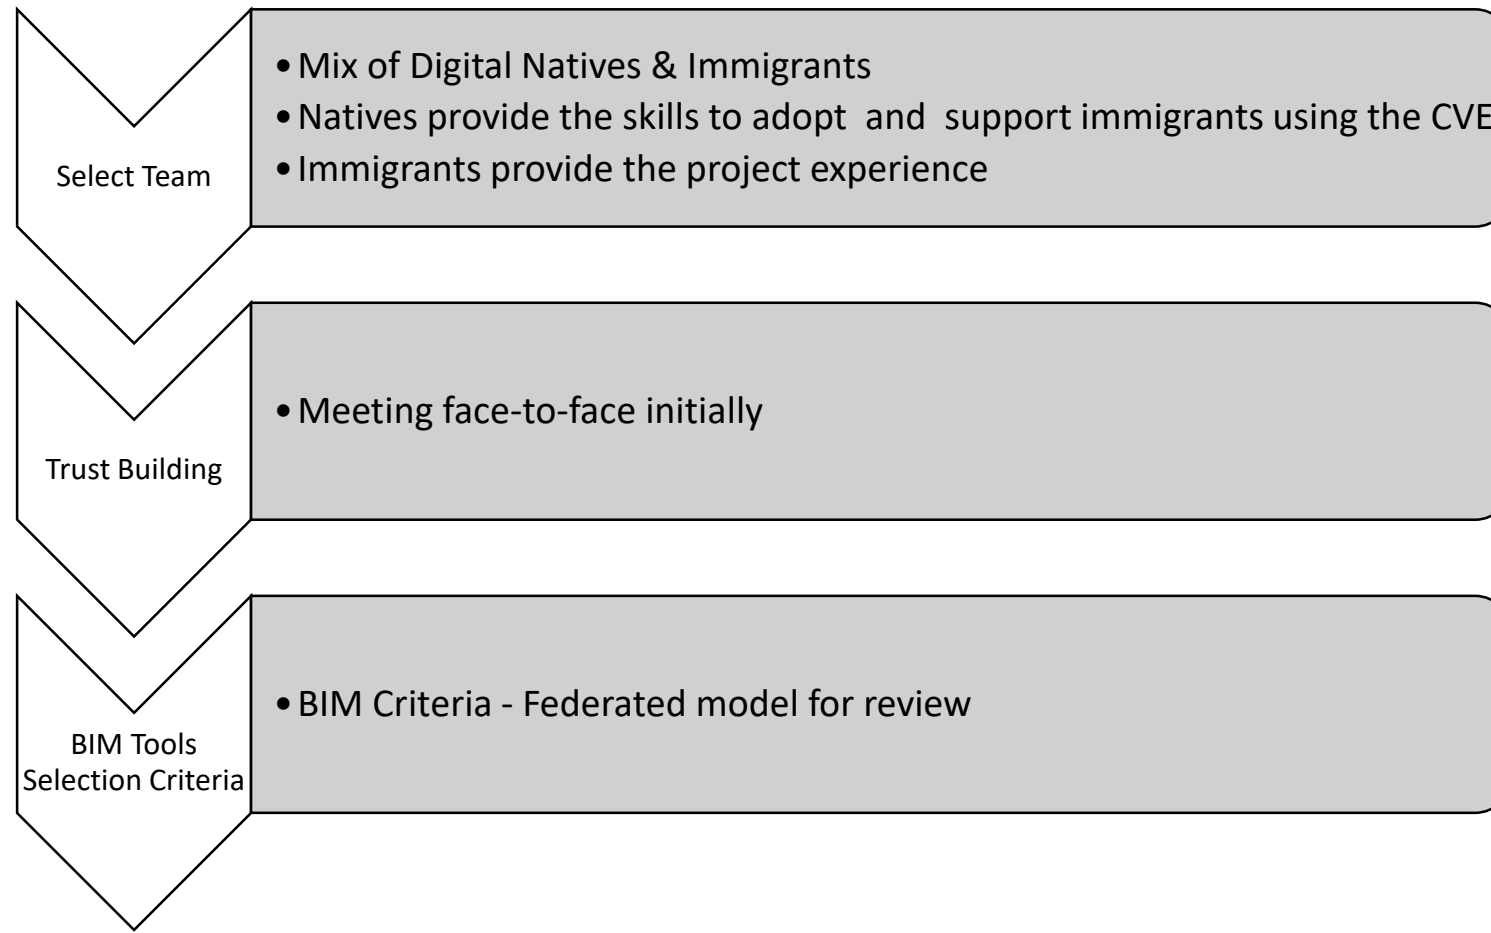 Select Team
• Mix of Digital Natives & Immigrants
• Natives provide the skills to adopt  and  support immigrants using the CVE
• Immigrants provide the project experience
Trust Building
• Meeting face-to-face initially
BIM Tools
Selection Criteria
• BIM Criteria - Federated model for review